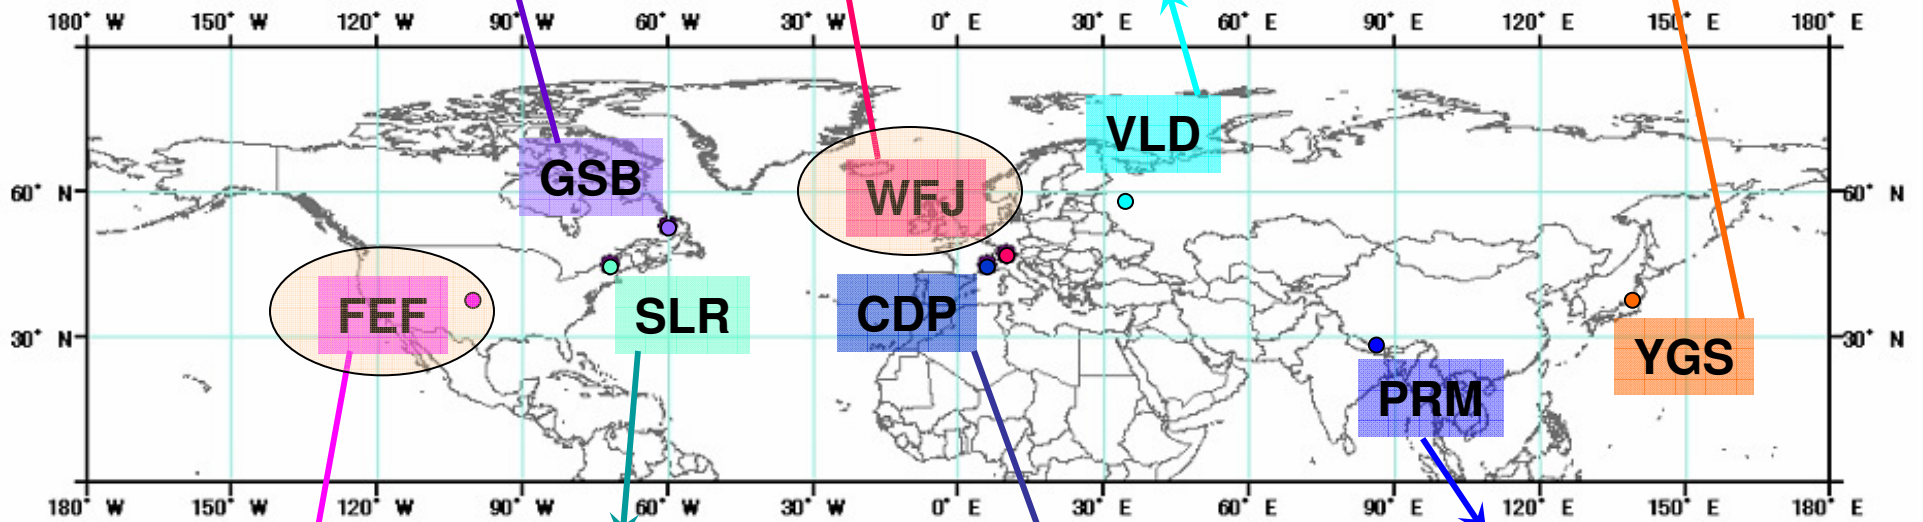 180° W 150° W 120° W 90° W 60° W 30° W 0° E 30° E 60° E 90° E 120° E 150° E 180° E
VLD
GSB
60° N WFJ 60° N
FEF SLR CDP
30° N 30° N
YGS
PRM
180° W 150° W 120° W 90° W 60° W 30° W 0° E 30° E 60° E 90° E 120° E 150° E 180° E